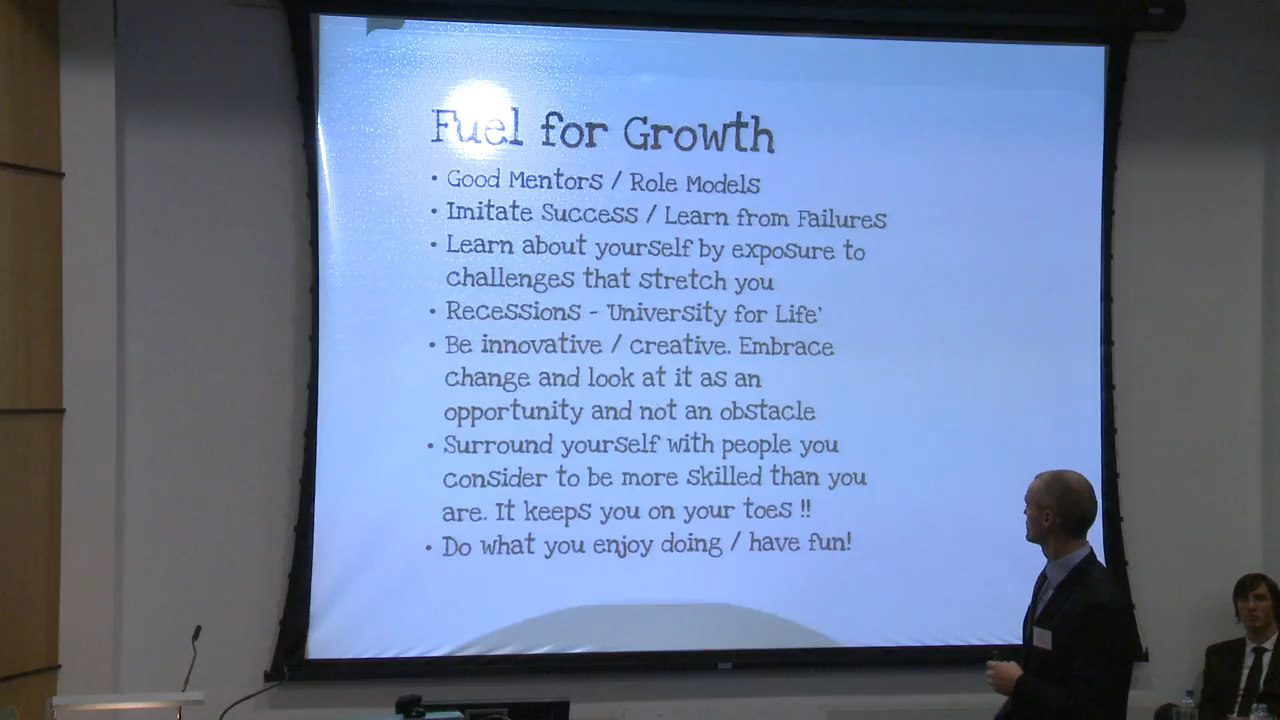 Fuel for Growth
• Good Mentors / Role Models
• Imitate Success / Learn from Failures
• Learn about yourself by exposure to
challenges that stretch you
• Recessions - 'University for Life'
• Be innovative / creative. Embrace
change and look at it as an
opportunity and not an obstacle
• Surround yourself with people you
consider to be more skilled than you
are. It keeps you on your toes !!
• Do what you enjoy doing / have fun!